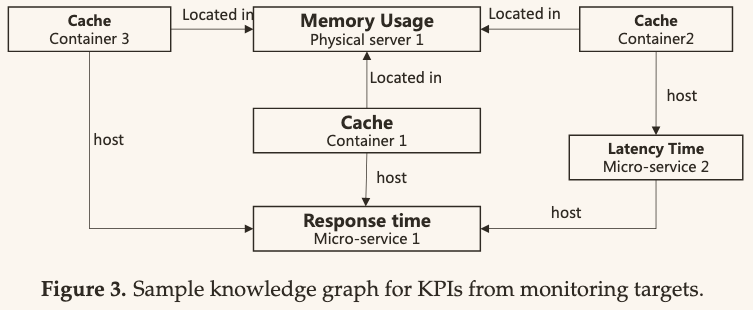 Cache
Container 3
Located in
Memory Usage
Physical server 1
Located in
Cache
Container2
Located in
host
host
Cache
Container 1
Latency Time
Micro-service 2
host
host
Response time
Micro-service 1
Figure 3. Sample knowledge graph for KPIs from monitoring targets.